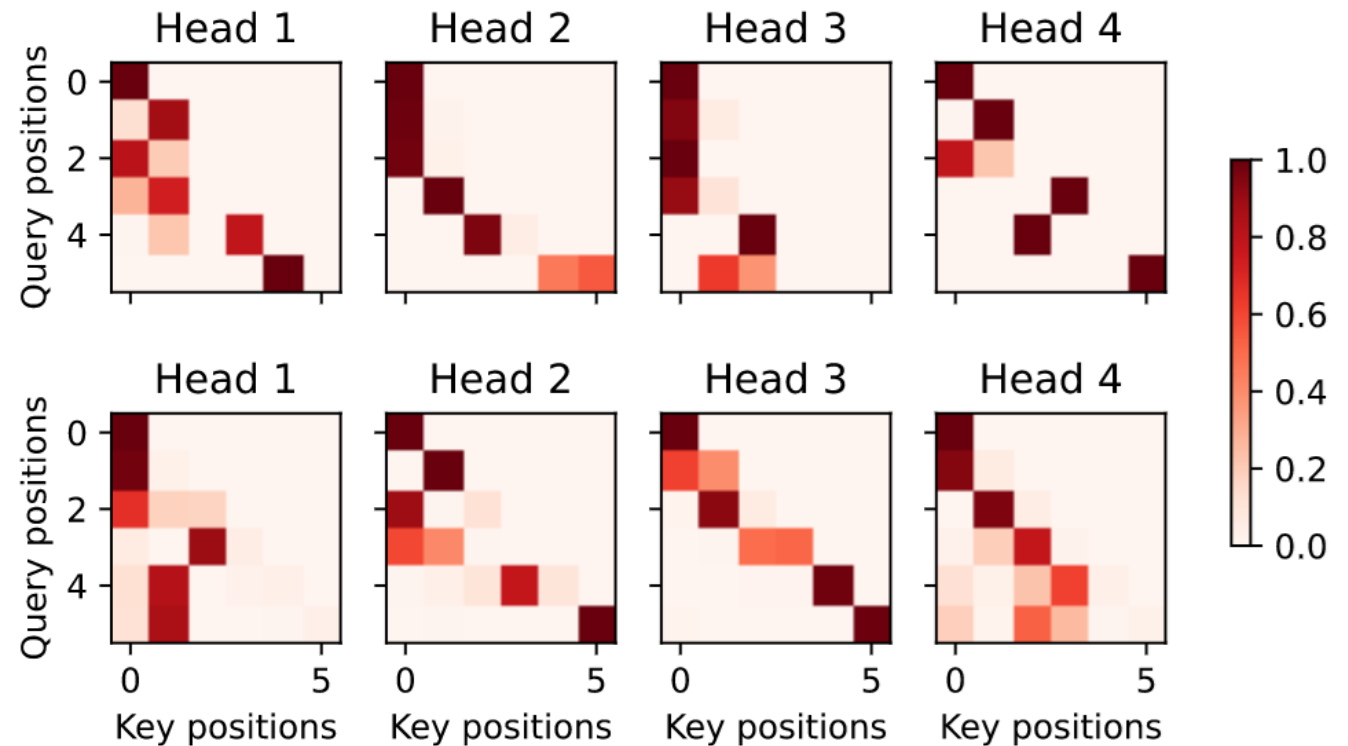 Head 1 Head 2 Head 3 Head 4
Query positions
0
2
4
Head 1 Head 2 Head 3 Head 4
Query positions
0
2
4
0 5 0 5 0 5 0 5
Key positions Key positions Key positions Key positions
1.0
0.8
0.6
0.4
0.2
0.0